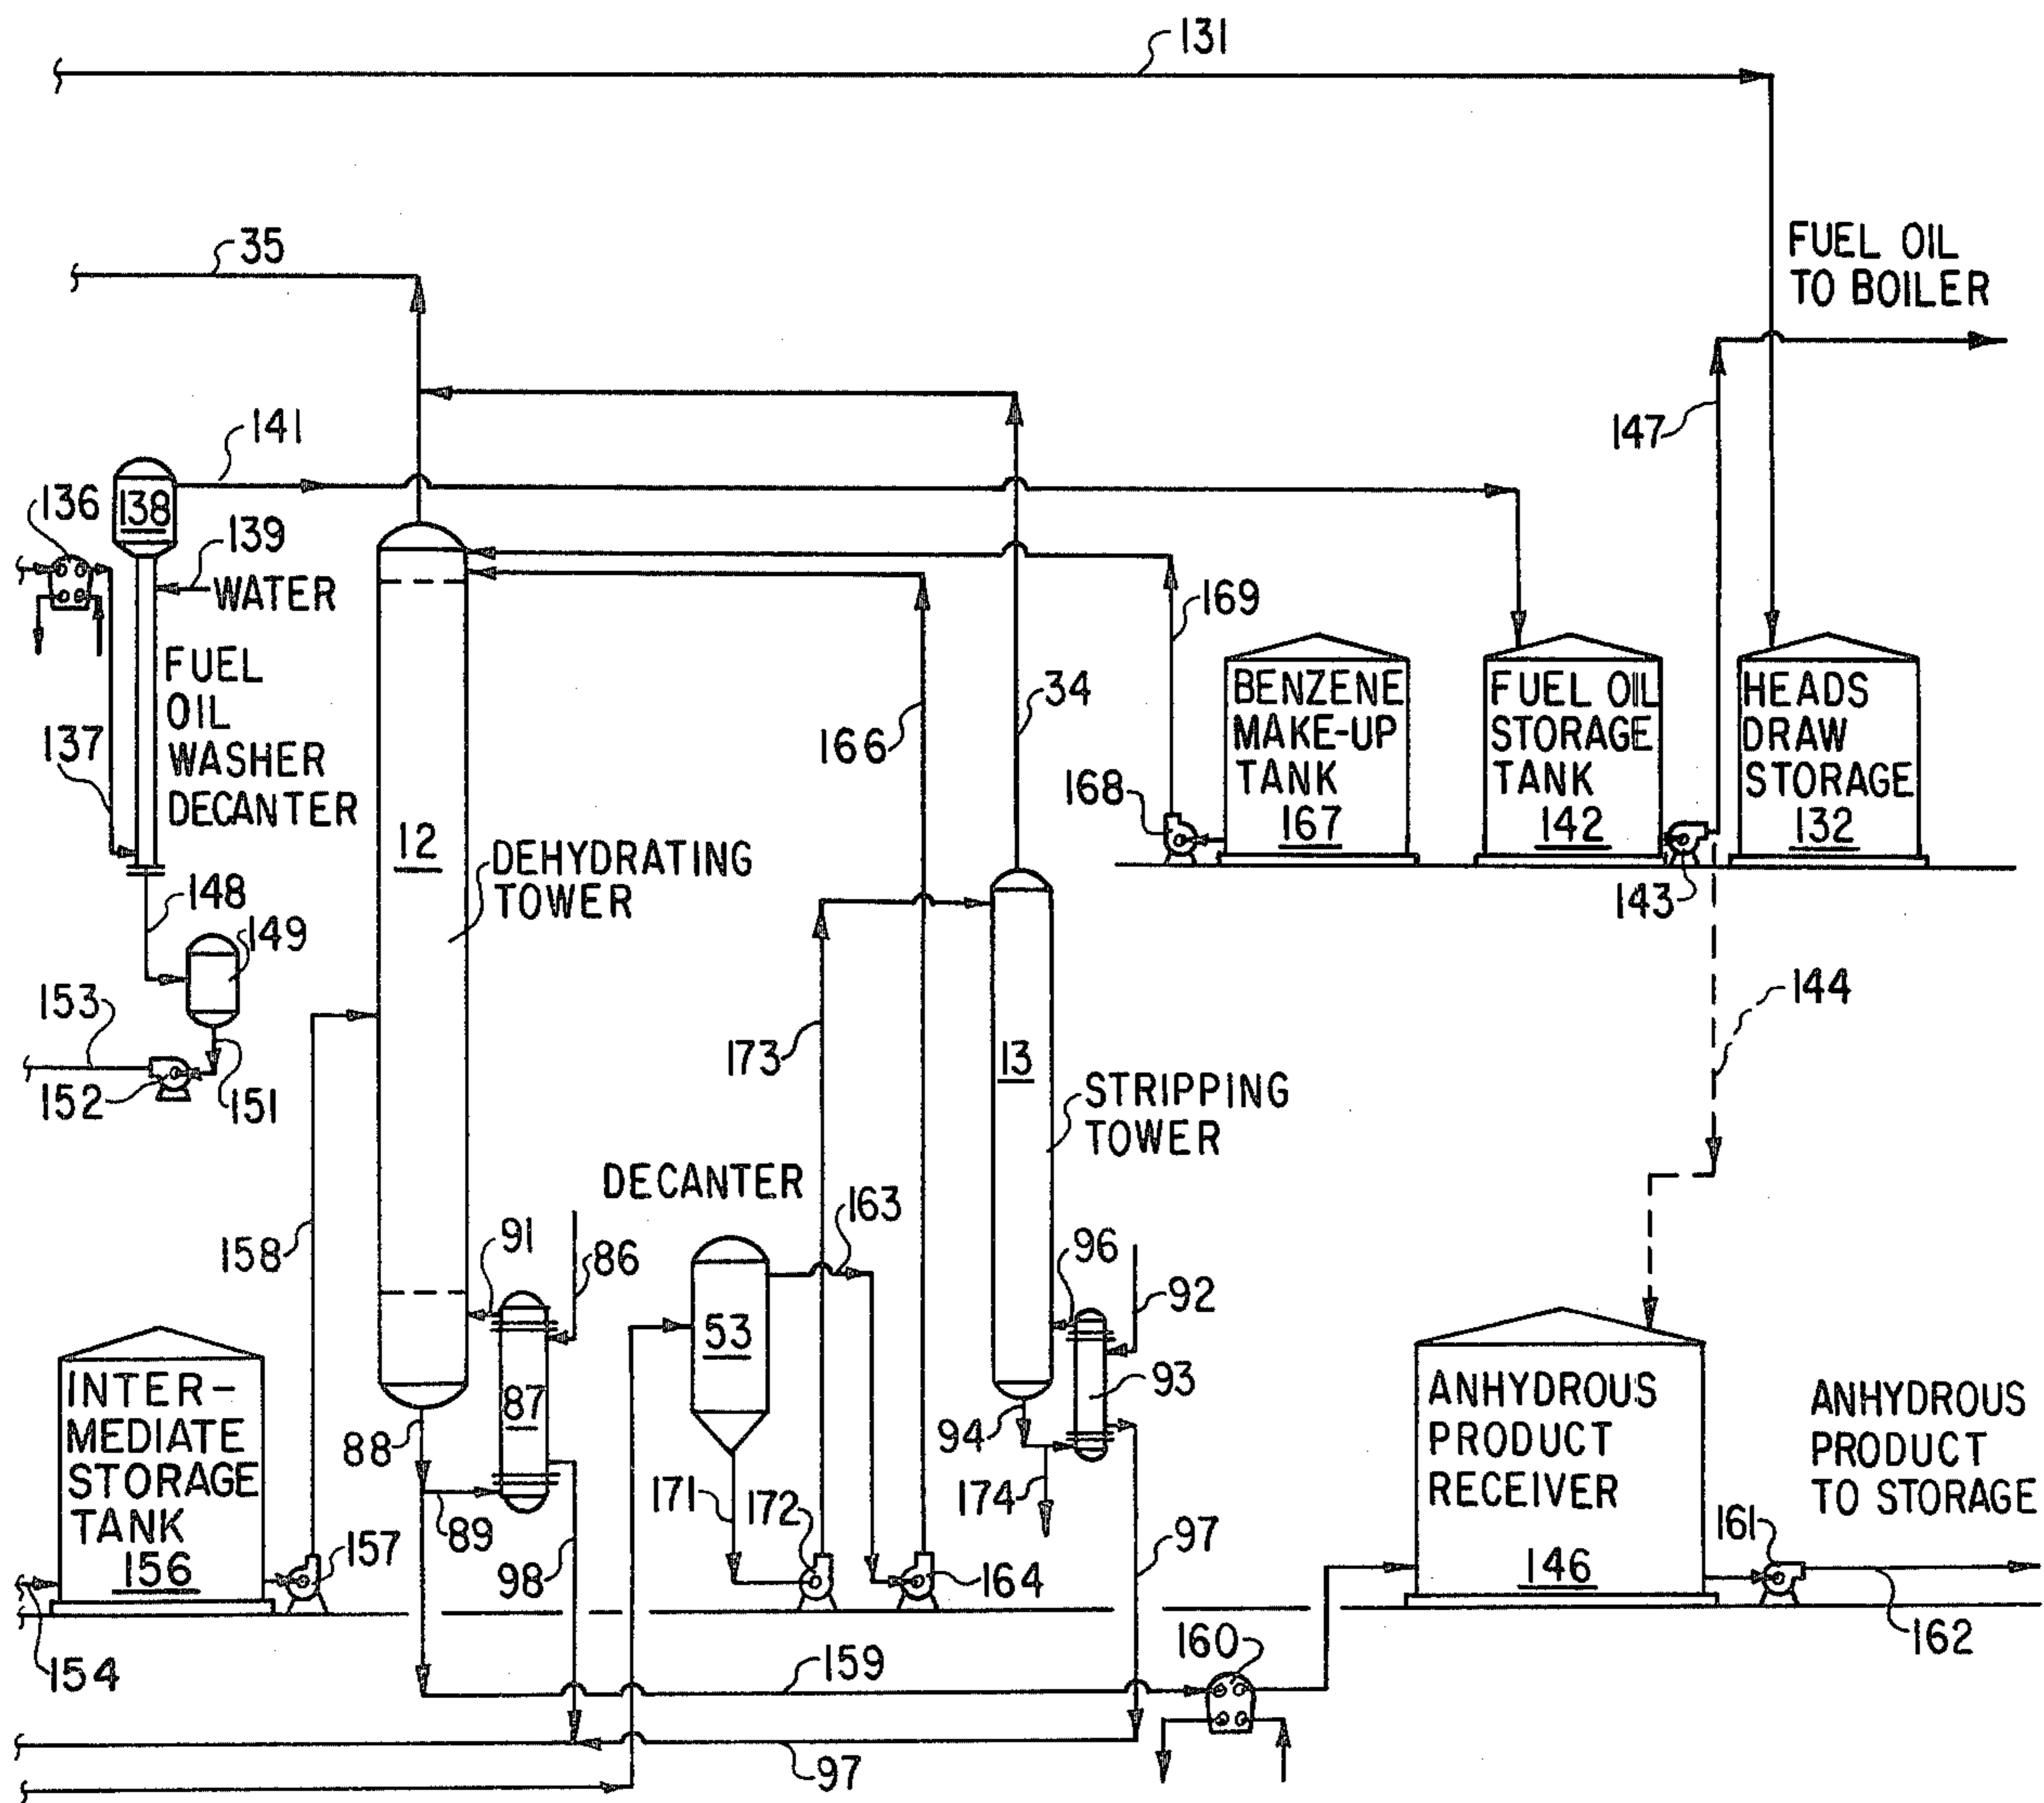 131
35
FUEL OIL
TO BOILER
141
147
136
138
139
WATER
169
FUEL
OIL
WASHER
DECANTER
137
166
34
BENZENE
MAKE-UP
TANK
167
168
FUEL OIL
STORAGE
TANK
142
HEADS
DRAW
STORAGE
132
143
12
DEHYDRATING
TOWER
148
149
153
152
151
144
173
13
STRIPPING
TOWER
DECANTER
163
158
91
86
96
92
53
87
93
88
89
98
94
174
171
172
164
97
INTER-
MEDIATE
STORAGE
TANK
156
157
154
ANHYDROUS
PRODUCT
RECEIVER
146
ANHYDROUS
PRODUCT
TO STORAGE
161
162
160
159
97